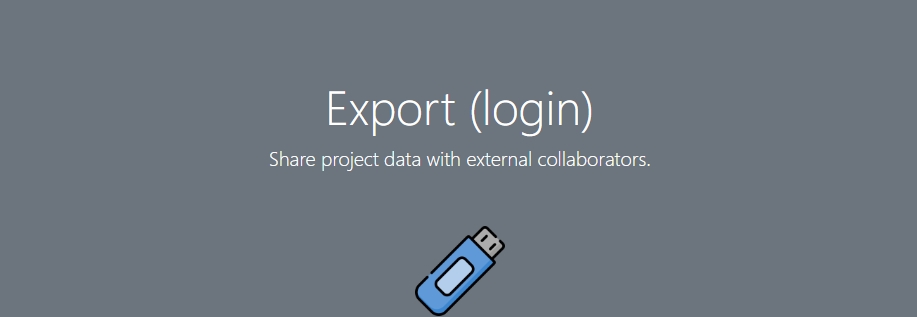 Export (login)
Share project data with external collaborators.